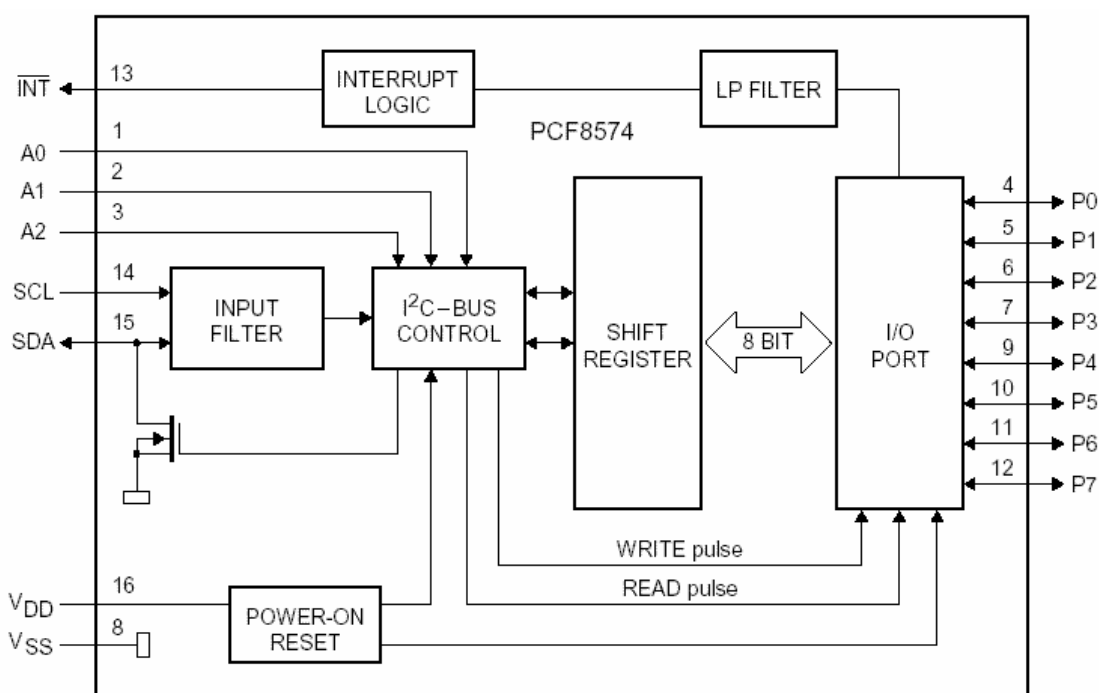 13
INT
INTERRUPT
LOGIC
LP FILTER
PCF8574
1
A0
2
A1
3
A2
14
SCL
15
SDA
INPUT
FILTER
I²C–BUS
CONTROL
SHIFT
REGISTER
8 BIT
I/O
PORT
4
P0
5
P1
6
P2
7
P3
9
P4
10
P5
11
P6
12
P7
WRITE pulse
READ pulse
16
VDD
8
VSS
POWER-ON
RESET